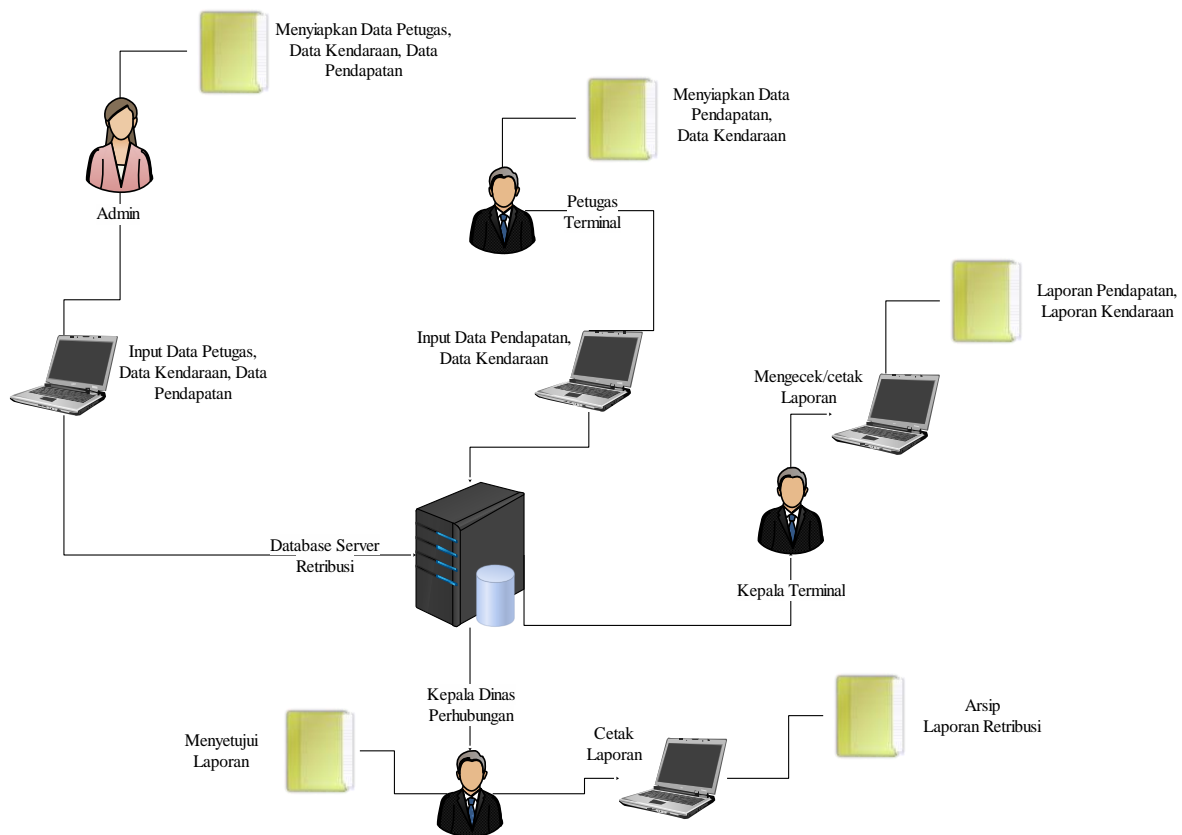 Menyiapkan Data Petugas,
Data Kendaraan, Data
Pendapatan
Admin
Menyiapkan Data
Pendapatan,
Data Kendaraan
Petugas
Terminal
Input Data Petugas,
Data Kendaraan, Data
Pendapatan
Input Data Pendapatan,
Data Kendaraan
Laporan Pendapatan,
Laporan Kendaraan
Mengecek/cetak
Laporan
Database Server
Retribusi
Kepala Terminal
Kepala Dinas
Perhubungan
Menyetujui
Laporan
Cetak
Laporan
Arsip
Laporan Retribusi